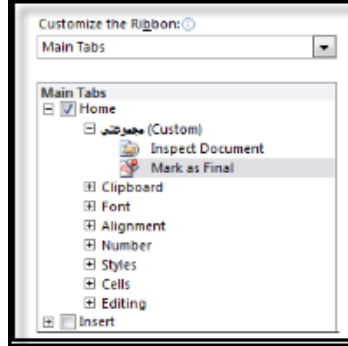 Customize the Ribbon:
Main Tabs
Main Tabs
Home
مجموعتي (Custom)
Inspect Document
Mark as Final
Clipboard
Font
Alignment
Number
Styles
Cells
Editing
Insert